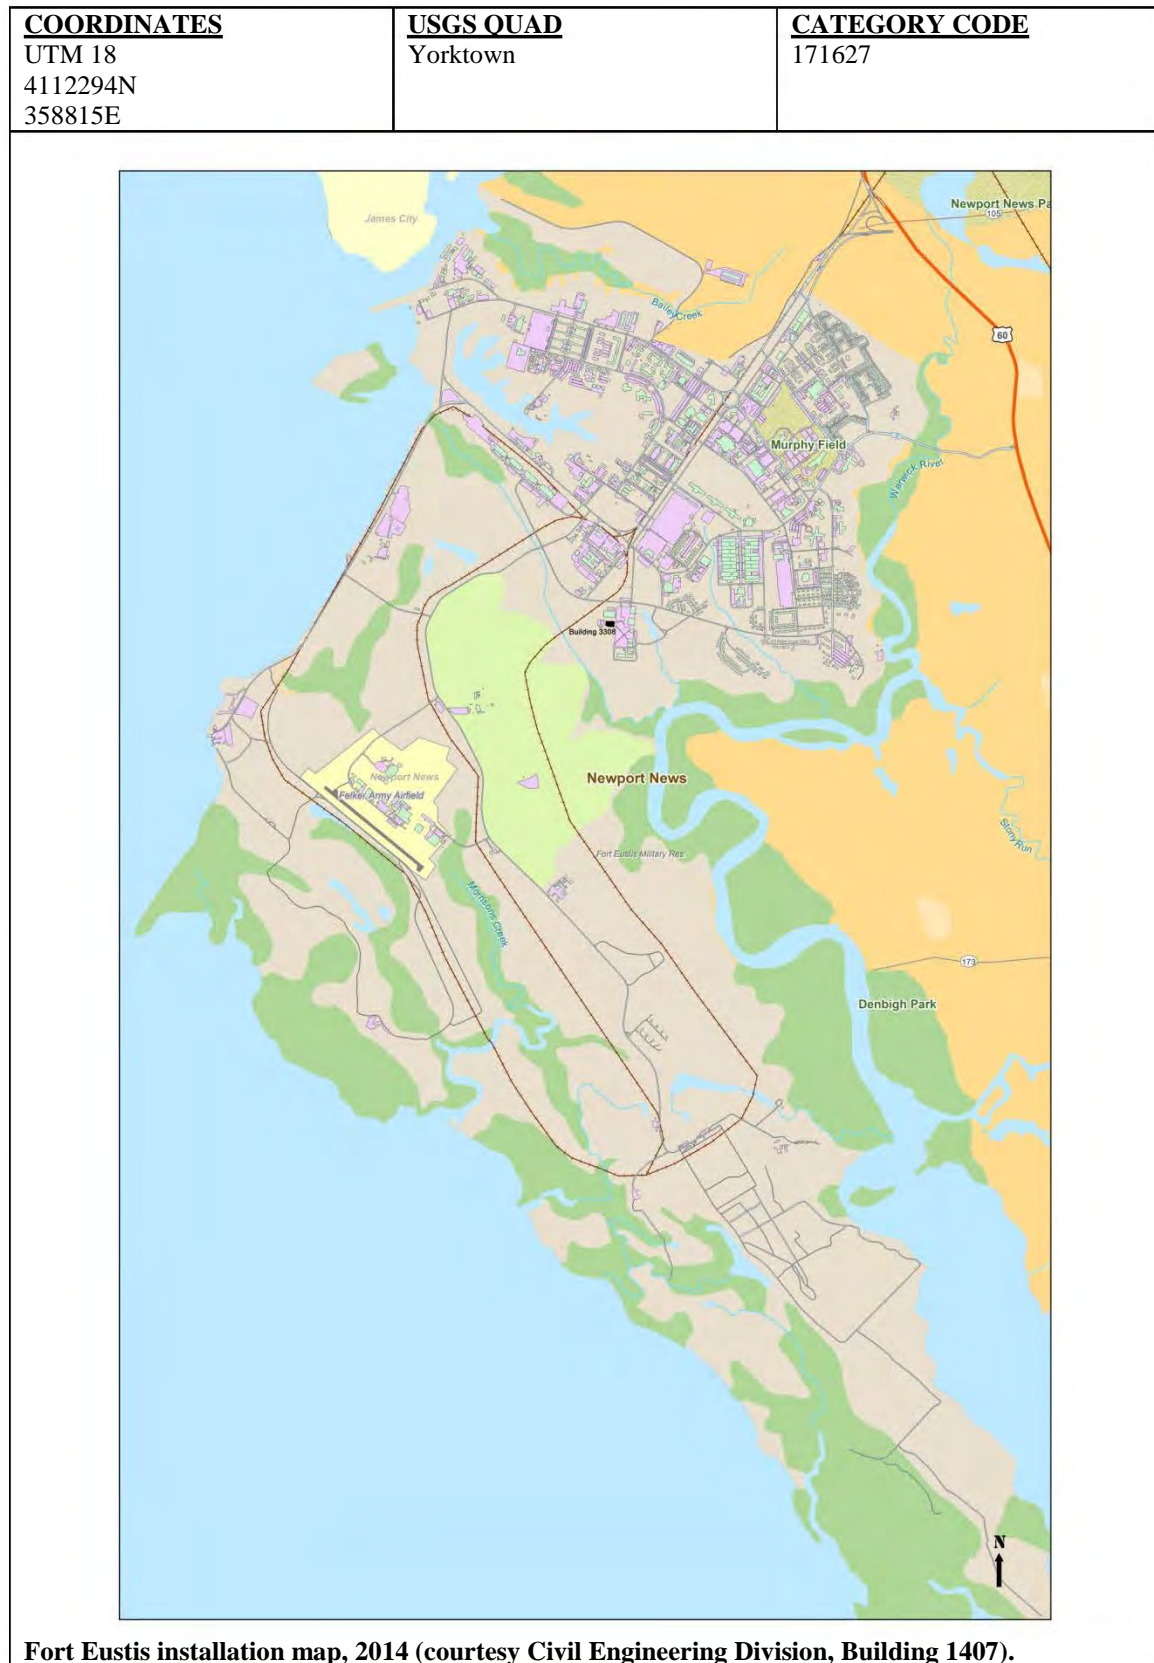 COORDINATES
UTM 18
4112294N
358815E
USGS QUAD
Yorktown
CATEGORY CODE
171627
James City
Newport News Pa
105
Bailey Creek
60
Murphy Field
Warwick River
Building 3308
Newport News
Felker Army Airfield
Newport News
Fort Eustis Military Res
Stony Run
Morrisons Creek
173
Denbigh Park
N
Fort Eustis installation map, 2014 (courtesy Civil Engineering Division, Building 1407).